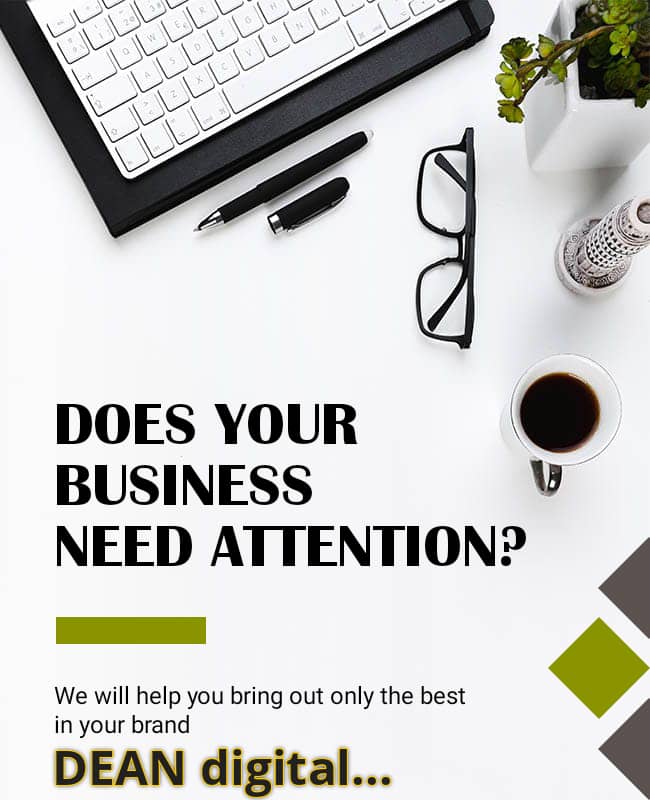 DOES YOUR
BUSINESS
NEED ATTENTION?
We will help you bring out only the best
in your brand
DEAN digital...